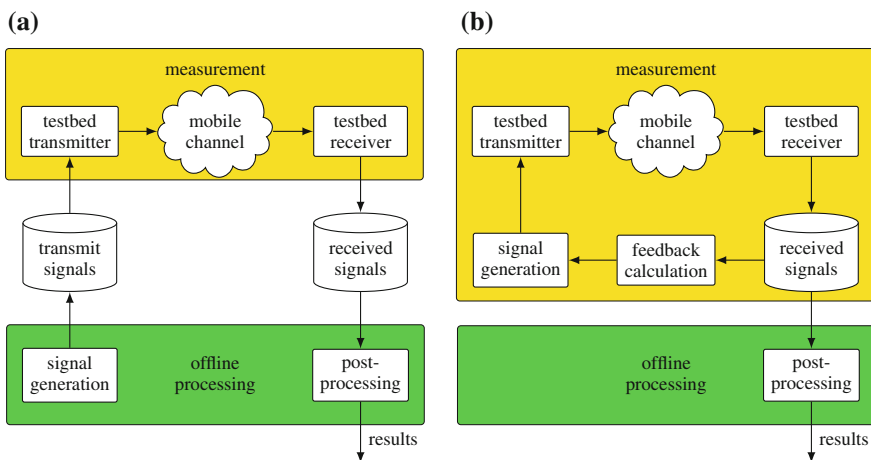 (a)
measurement
testbed
transmitter
mobile
channel
testbed
receiver
transmit
signals
received
signals
signal
generation
offline
processing
post-
processing
results
(b)
measurement
testbed
transmitter
mobile
channel
testbed
receiver
signal
generation
feedback
calculation
received
signals
offline
processing
post-
processing
results